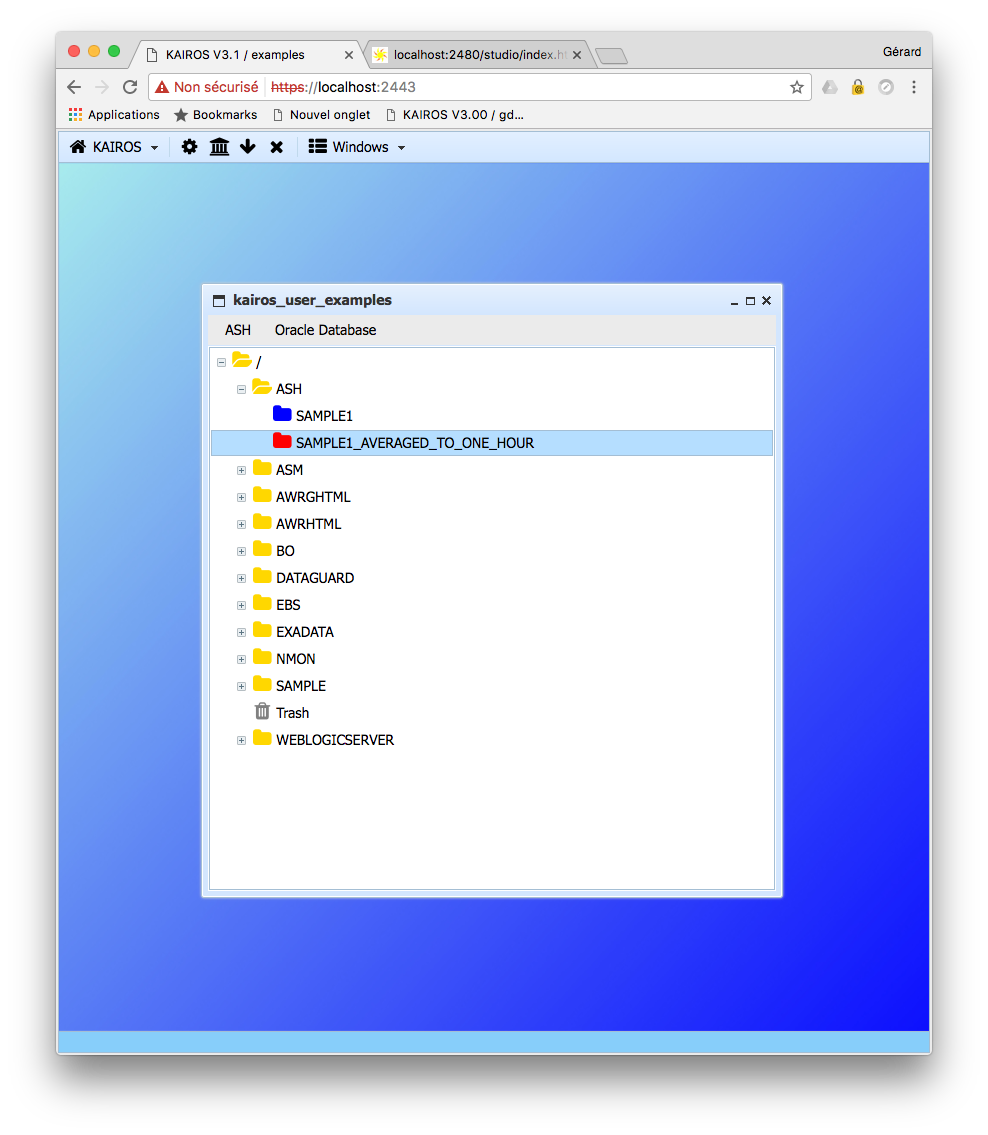 KAIROS V3.1 / examples
localhost:2480/studio/index.h
Gérard
Non sécurisé https://localhost:2443
Applications Bookmarks Nouvel onglet KAIROS V3.00 / gd...
KAIROS Windows
kairos_user_examples
ASH Oracle Database
/
ASH
SAMPLE1
SAMPLE1_AVERAGED_TO_ONE_HOUR
ASM
AWRGHTML
AWRHTML
BO
DATAGUARD
EBS
EXADATA
NMON
SAMPLE
Trash
WEBLOGICSERVER